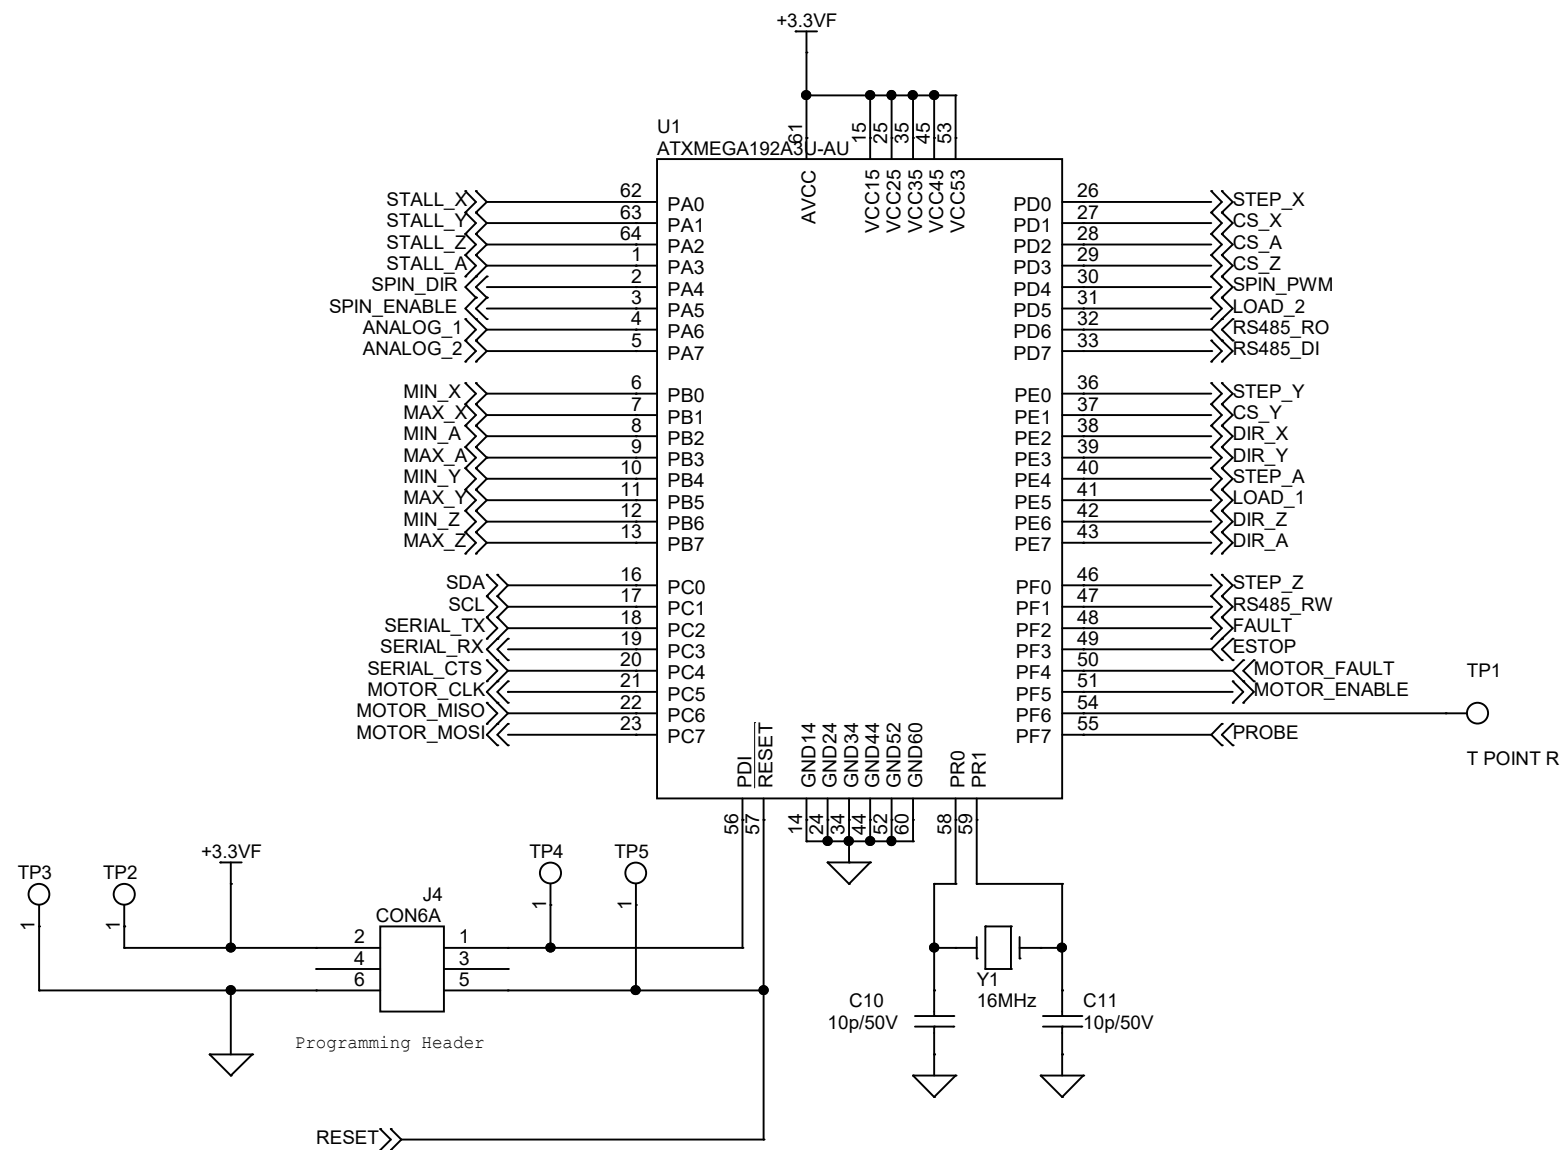 +3.3VF
U1
ATXMEGA192A3U-AU
61 15 25 35 45 53
AVCC VCC15 VCC25 VCC35 VCC45 VCC53
STALL_X 62 PA0 PD0 26 STEP_X
STALL_Y 63 PA1 PD1 27 CS_X
STALL_Z 64 PA2 PD2 28 CS_A
STALL_A 1 PA3 PD3 29 CS_Z
SPIN_DIR 2 PA4 PD4 30 SPIN_PWM
SPIN_ENABLE 3 PA5 PD5 31 LOAD_2
ANALOG_1 4 PA6 PD6 32 RS485_RO
ANALOG_2 5 PA7 PD7 33 RS485_DI
MIN_X 6 PB0 PE0 36 STEP_Y
MAX_X 7 PB1 PE1 37 CS_Y
MIN_A 8 PB2 PE2 38 DIR_X
MAX_A 9 PB3 PE3 39 DIR_Y
MIN_Y 10 PB4 PE4 40 STEP_A
MAX_Y 11 PB5 PE5 41 LOAD_1
MIN_Z 12 PB6 PE6 42 DIR_Z
MAX_Z 13 PB7 PE7 43 DIR_A
SDA 16 PC0 PF0 46 STEP_Z
SCL 17 PC1 PF1 47 RS485_RW
SERIAL_TX 18 PC2 PF2 48 FAULT
SERIAL_RX 19 PC3 PF3 49 ESTOP
SERIAL_CTS 20 PC4 PF4 50 MOTOR_FAULT
MOTOR_CLK 21 PC5 PF5 51 MOTOR_ENABLE
MOTOR_MISO 22 PC6 PF6 54
MOTOR_MOSI 23 PC7 PF7 55 PROBE
TP1
T POINT R
PDI RESET GND14 GND24 GND34 GND44 GND52 GND60 PR0 PR1
56 57 14 24 34 44 52 60 58 59
TP3 TP2 +3.3VF TP4 TP5
1 1 1 1
J4
CON6A
2 1
4 3
6 5
Programming Header
Y1
16MHz
C10
10p/50V
C11
10p/50V
RESET